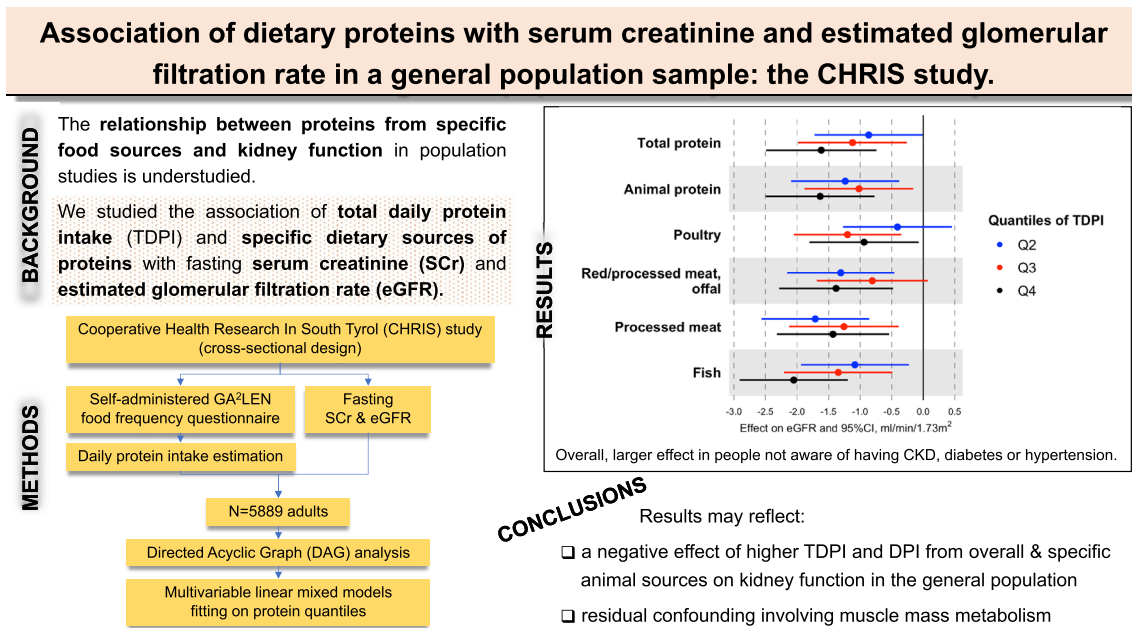 Association of dietary proteins with serum creatinine and estimated glomerular
filtration rate in a general population sample: the CHRIS study.
BACKGROUND
The relationship between proteins from specific
food sources and kidney function in population
studies is understudied.
We studied the association of total daily protein
intake (TDPI) and specific dietary sources of
proteins with fasting serum creatinine (SCr) and
estimated glomerular filtration rate (eGFR).
METHODS
Cooperative Health Research In South Tyrol (CHRIS) study
(cross-sectional design)
Self-administered GA²LEN
food frequency questionnaire
Fasting
SCr & eGFR
Daily protein intake estimation
N=5889 adults
Directed Acyclic Graph (DAG) analysis
Multivariable linear mixed models
fitting on protein quantiles
RESULTS
Total protein
Animal protein
Poultry
Red/processed meat,
offal
Processed meat
Fish
-3.0 -2.5 -2.0 -1.5 -1.0 -0.5 0.0 0.5
Effect on eGFR and 95%CI, ml/min/1.73m²
Quantiles of TDPI
Q2
Q3
Q4
Overall, larger effect in people not aware of having CKD, diabetes or hypertension.
CONCLUSIONS
Results may reflect:
❑ a negative effect of higher TDPI and DPI from overall & specific
animal sources on kidney function in the general population
❑ residual confounding involving muscle mass metabolism